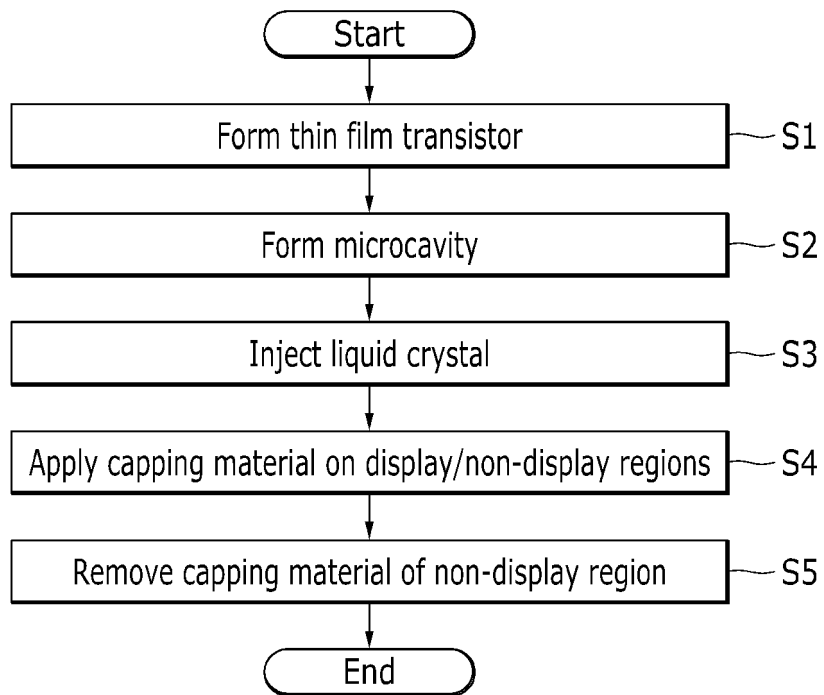 Start
Form thin film transistor
S1
Form microcavity
S2
Inject liquid crystal
S3
Apply capping material on display/non-display regions
S4
Remove capping material of non-display region
S5
End